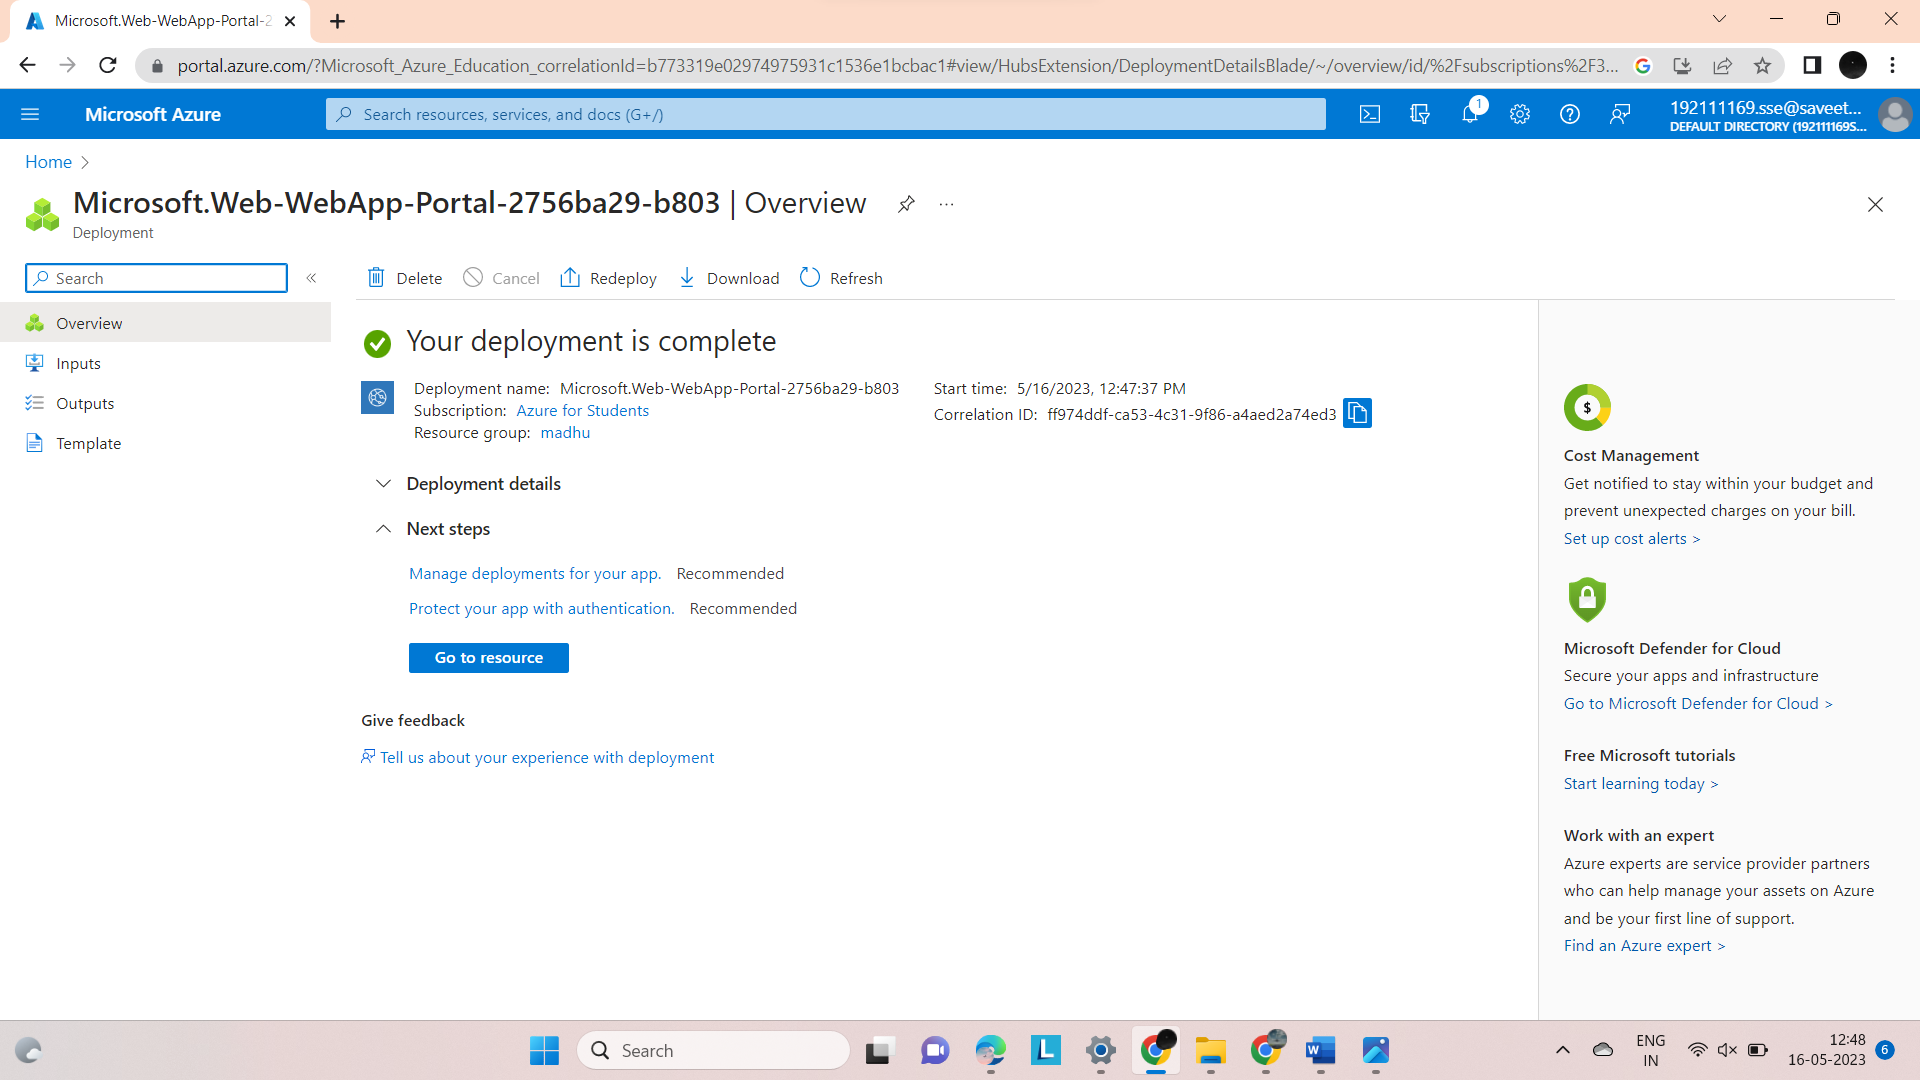 Microsoft.Web-WebApp-Portal-2
portal.azure.com/?Microsoft_Azure_Education_correlationId=b773319e02974975931c1536e1bcbac1#view/HubsExtension/DeploymentDetailsBlade/~/overview/id/%2Fsubscriptions%2F3...
Microsoft Azure
Search resources, services, and docs (G+/)
1
192111169.sse@saveet...
DEFAULT DIRECTORY (192111169S...
Home
Microsoft.Web-WebApp-Portal-2756ba29-b803 | Overview
Deployment
Search
Delete
Cancel
Redeploy
Download
Refresh
Overview
Inputs
Outputs
Template
Your deployment is complete
Deployment name: Microsoft.Web-WebApp-Portal-2756ba29-b803
Subscription: Azure for Students
Resource group: madhu
Start time: 5/16/2023, 12:47:37 PM
Correlation ID: ff974ddf-ca53-4c31-9f86-a4aed2a74ed3
Deployment details
Next steps
Manage deployments for your app. Recommended
Protect your app with authentication. Recommended
Go to resource
Give feedback
Tell us about your experience with deployment
$
Cost Management
Get notified to stay within your budget and
prevent unexpected charges on your bill.
Set up cost alerts >
Microsoft Defender for Cloud
Secure your apps and infrastructure
Go to Microsoft Defender for Cloud >
Free Microsoft tutorials
Start learning today >
Work with an expert
Azure experts are service provider partners
who can help manage your assets on Azure
and be your first line of support.
Find an Azure expert >
Search
L
W
ENG
IN
12:48
16-05-2023
6